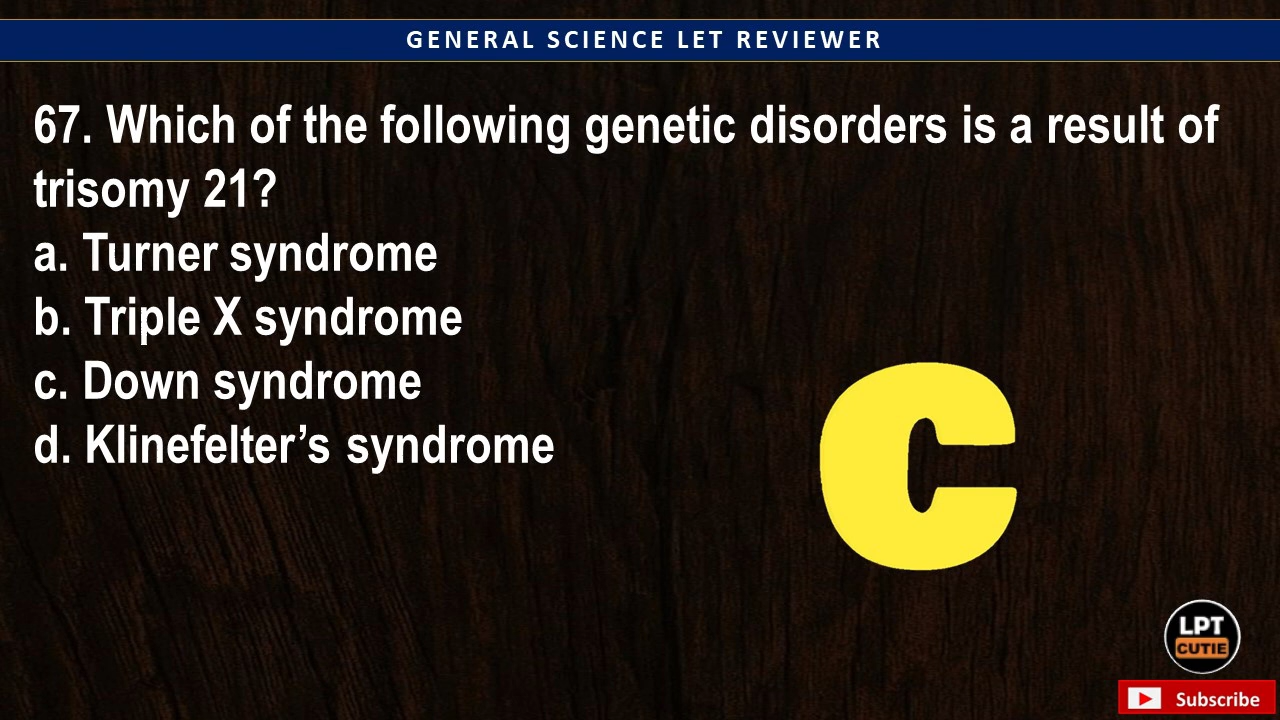 GENERAL SCIENCE LET REVIEWER
67. Which of the following genetic disorders is a result of
trisomy 21?
a. Turner syndrome
b. Triple X syndrome
c. Down syndrome
d. Klinefelter’s syndrome
C
LPT
CUTIE
Subscribe